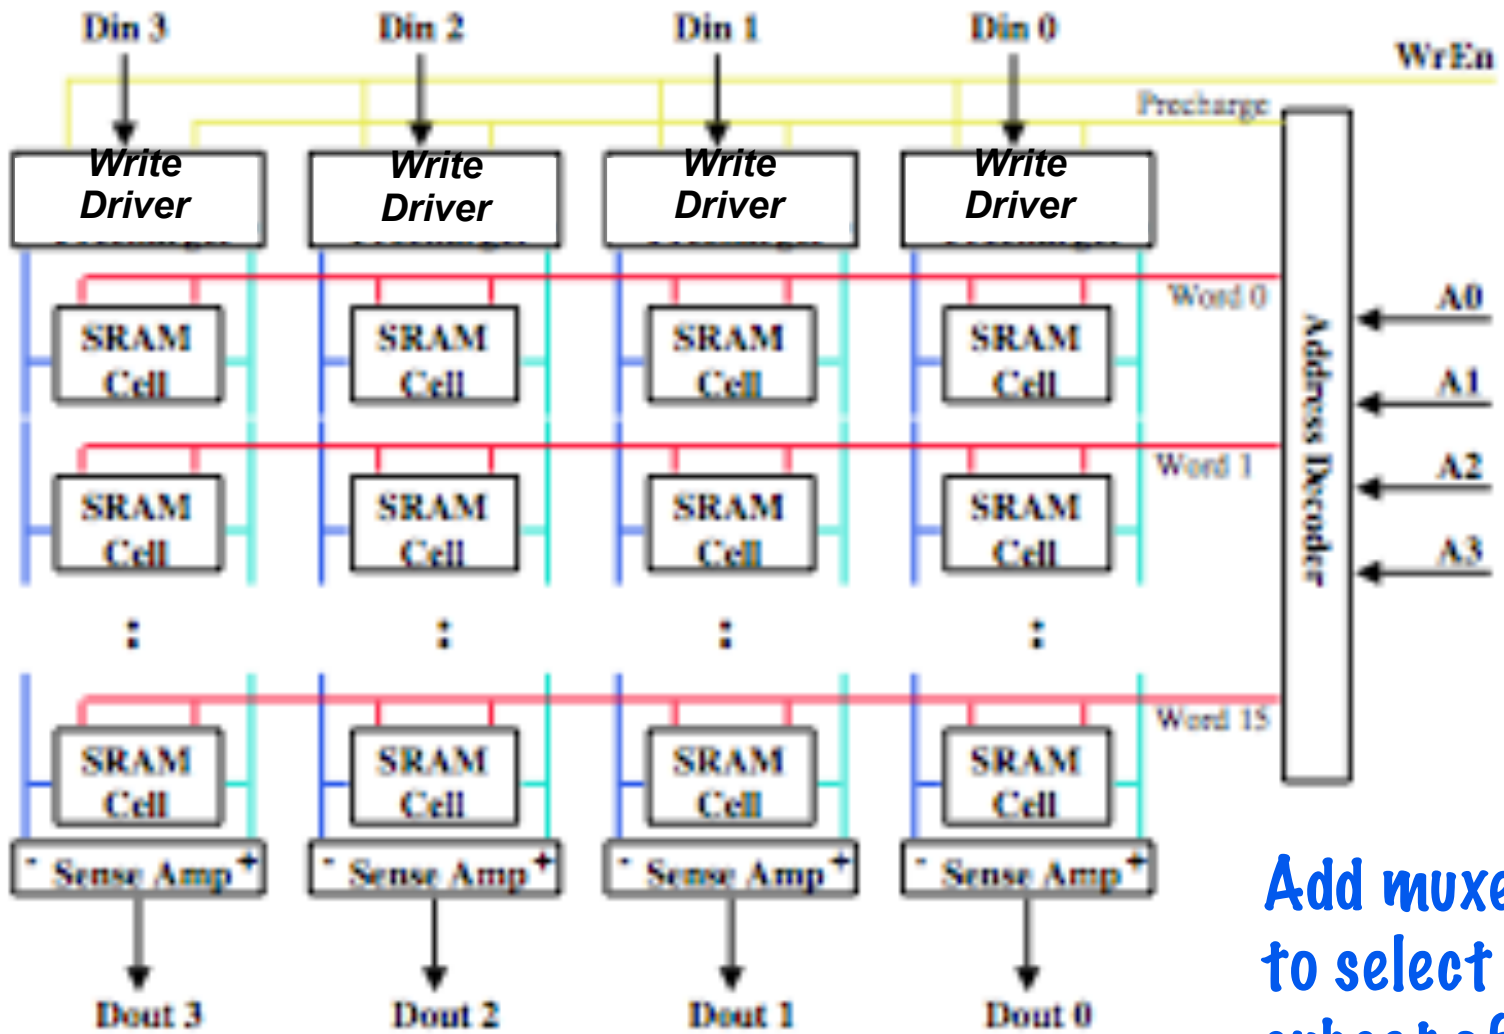 Din 3 Din 2 Din 1 Din 0
WrEn
Precharge
Write Write Write Write
Driver Driver Driver Driver
Word 0
A0
SRAM SRAM SRAM SRAM
Cell Cell Cell Cell
A1
Address Decoder
Word 1
A2
SRAM SRAM SRAM SRAM
Cell Cell Cell Cell
A3
: : : :
Word 15
SRAM SRAM SRAM SRAM
Cell Cell Cell Cell
- Sense Amp + - Sense Amp + - Sense Amp + - Sense Amp +
Add muxe
to select
Dout 3 Dout 2 Dout 1 Dout 0